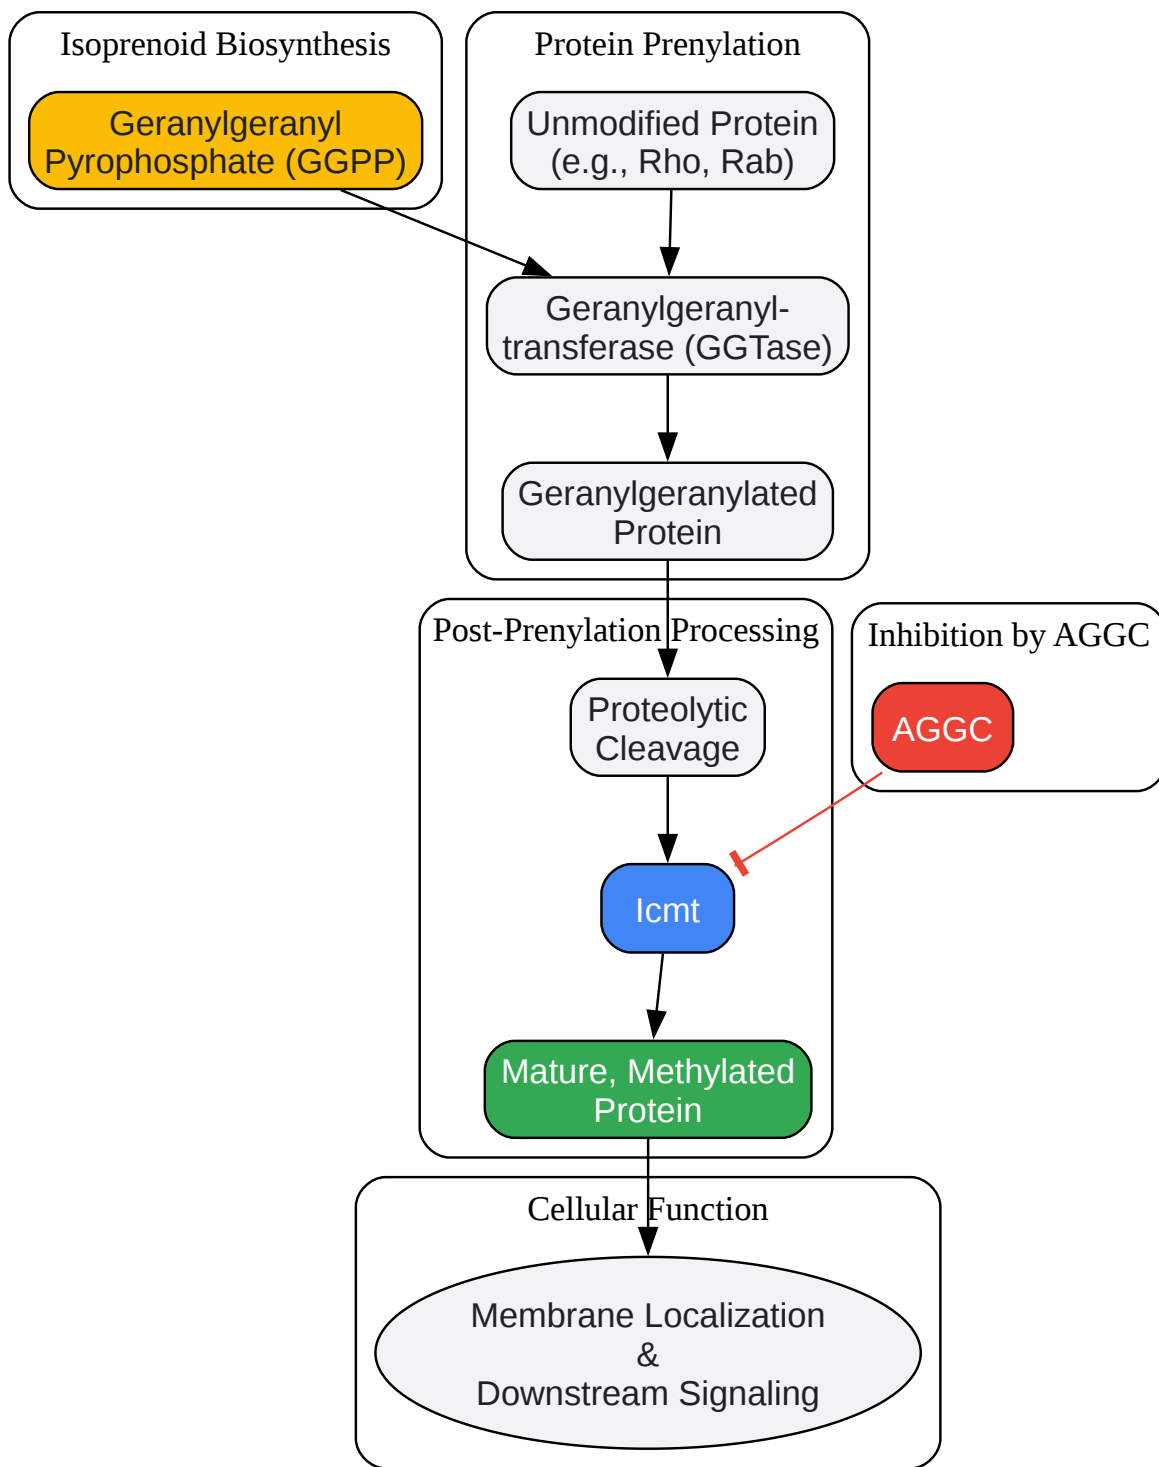 Isoprenoid Biosynthesis
Geranylgeranyl
Pyrophosphate (GGPP)
Protein Prenylation
Unmodified Protein
(e.g., Rho, Rab)
Geranylgeranyl-
transferase (GGTase)
Geranylgeranylated
Protein
Post-Prenylation Processing
Proteolytic
Cleavage
Inhibition by AGGC
AGGC
Icmt
Mature, Methylated
Protein
Cellular Function
Membrane Localization
&
Downstream Signaling